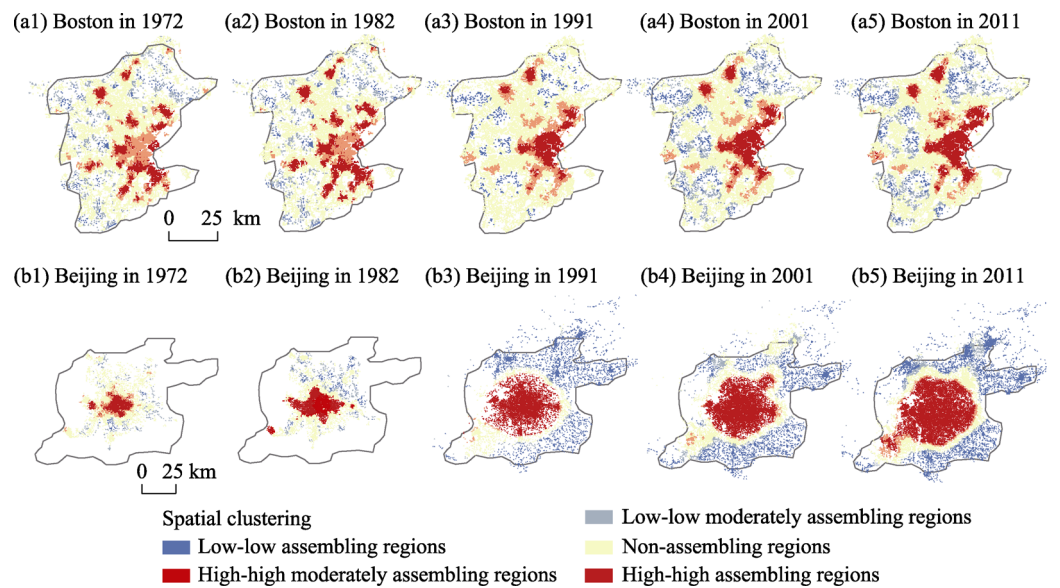 (a1) Boston in 1972 (a2) Boston in 1982 (a3) Boston in 1991 (a4) Boston in 2001 (a5) Boston in 2011
0 25 km
(b1) Beijing in 1972 (b2) Beijing in 1982 (b3) Beijing in 1991 (b4) Beijing in 2001 (b5) Beijing in 2011
0 25 km
Spatial clustering
Low-low assembling regions
High-high moderately assembling regions
Low-low moderately assembling regions
Non-assembling regions
High-high assembling regions